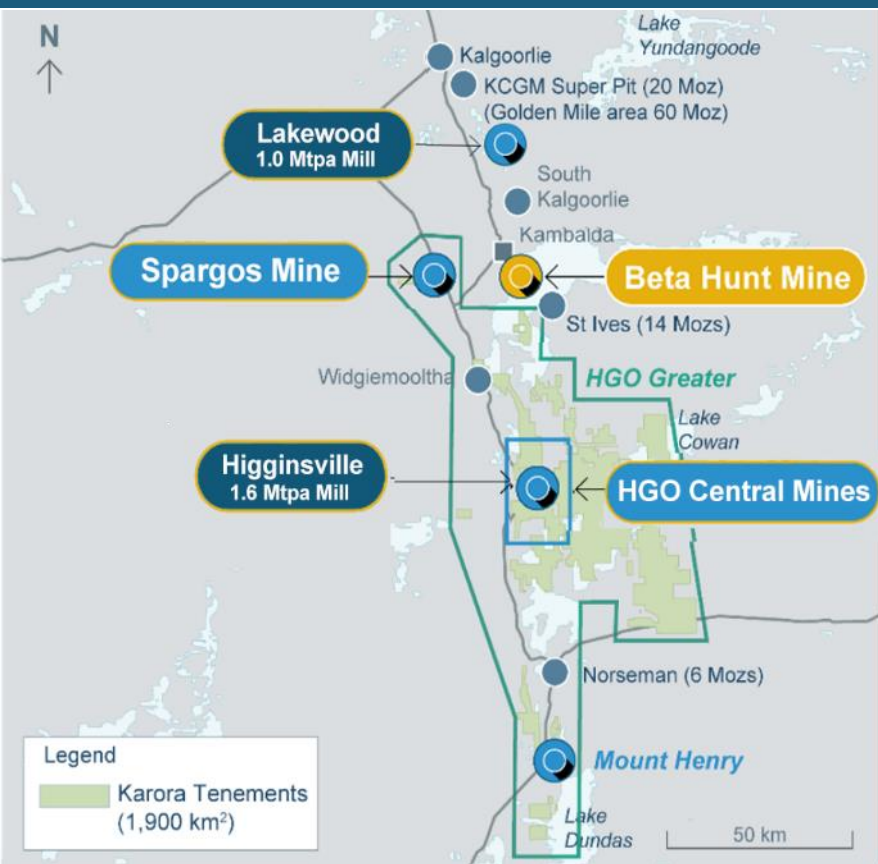 N
Lake
Yundangoode
Kalgoorlie
KCGM Super Pit (20 Moz)
(Golden Mile area 60 Moz)
Lakewood
1.0 Mtpa Mill
South
Kalgoorlie
Kambalda
Spargos Mine
Beta Hunt Mine
St Ives (14 Mozs)
Widgiemooltha
HGO Greater
Lake
Cowan
Higginsville
1.6 Mtpa Mill
HGO Central Mines
Norseman (6 Mozs)
Mount Henry
Legend
Karora Tenements
(1,900 km²)
Lake
Dundas
50 km